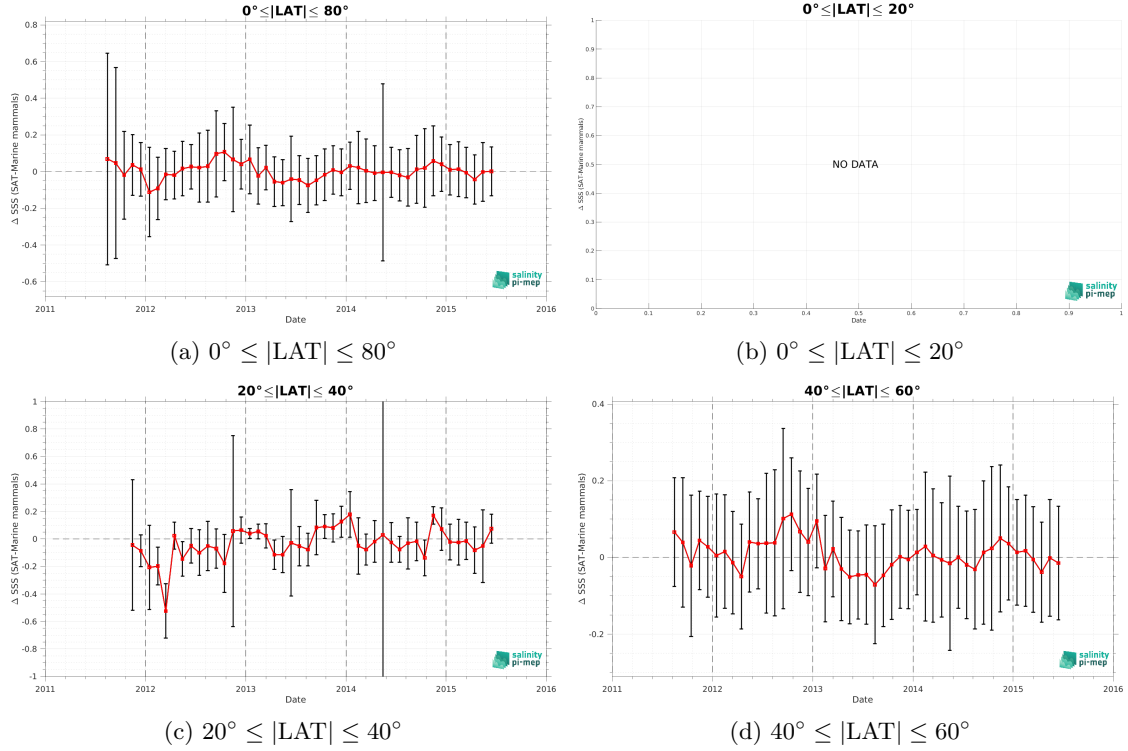 0°≤|LAT|≤ 80°
0.8
0.6
0.4
0.2
0
-0.2
-0.4
-0.6
Δ SSS (SAT-Marine mammals)
2011
2012
2013
2014
2015
2016
Date
salinity
pi-mep
(a) 0° ≤ |LAT| ≤ 80°
0°≤|LAT|≤ 20°
1
0.9
0.8
0.7
0.6
0.5
0.4
0.3
0.2
0.1
0
Δ SSS (SAT-Marine mammals)
NO DATA
0
0.1
0.2
0.3
0.4
0.5
0.6
0.7
0.8
0.9
1
Date
salinity
pi-mep
(b) 0° ≤ |LAT| ≤ 20°
20°≤|LAT|≤ 40°
1
0.8
0.6
0.4
0.2
0
-0.2
-0.4
-0.6
-0.8
-1
Δ SSS (SAT-Marine mammals)
2011
2012
2013
2014
2015
2016
Date
salinity
pi-mep
(c) 20° ≤ |LAT| ≤ 40°
40°≤|LAT|≤ 60°
0.4
0.2
0
-0.2
Δ SSS (SAT-Marine mammals)
2011
2012
2013
2014
2015
2016
Date
salinity
pi-mep
(d) 40° ≤ |LAT| ≤ 60°